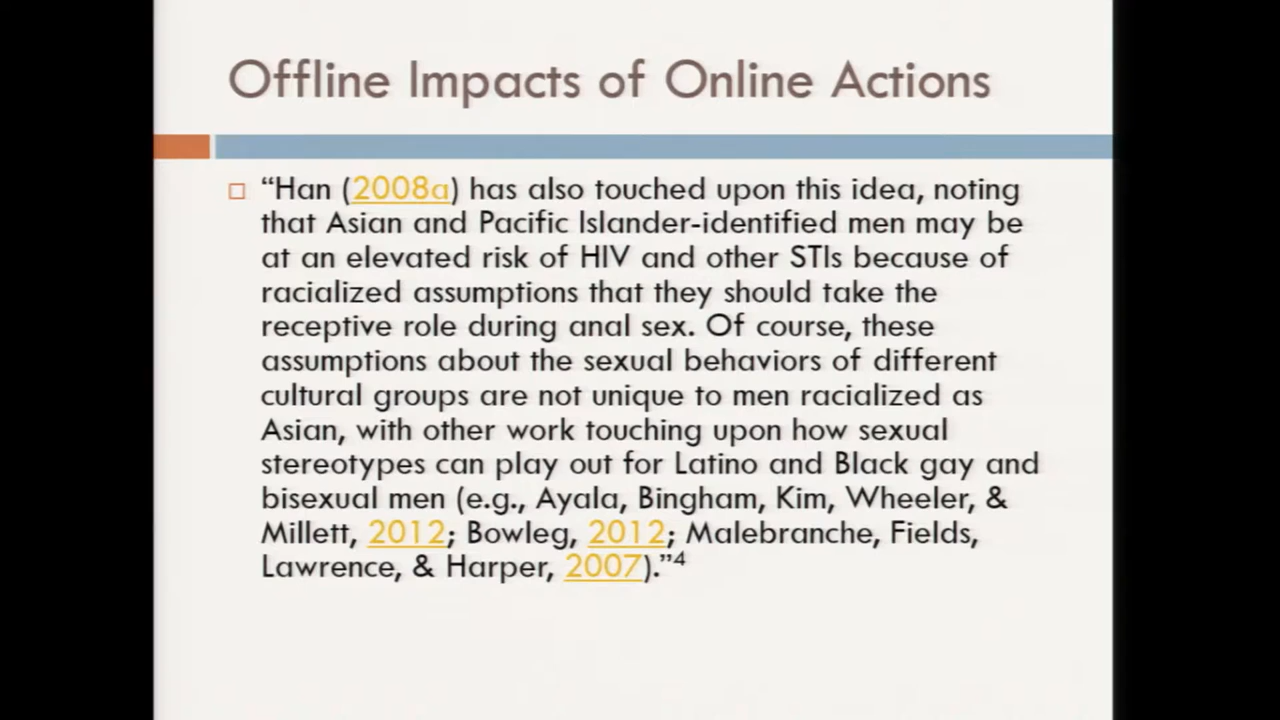 Offline Impacts of Online Actions
“Han (2008a) has also touched upon this idea, noting
that Asian and Pacific Islander-identified men may be
at an elevated risk of HIV and other STIs because of
racialized assumptions that they should take the
receptive role during anal sex. Of course, these
assumptions about the sexual behaviors of different
cultural groups are not unique to men racialized as
Asian, with other work touching upon how sexual
stereotypes can play out for Latino and Black gay and
bisexual men (e.g., Ayala, Bingham, Kim, Wheeler, &
Millett, 2012; Bowleg, 2012; Malebranche, Fields,
Lawrence, & Harper, 2007).”⁴